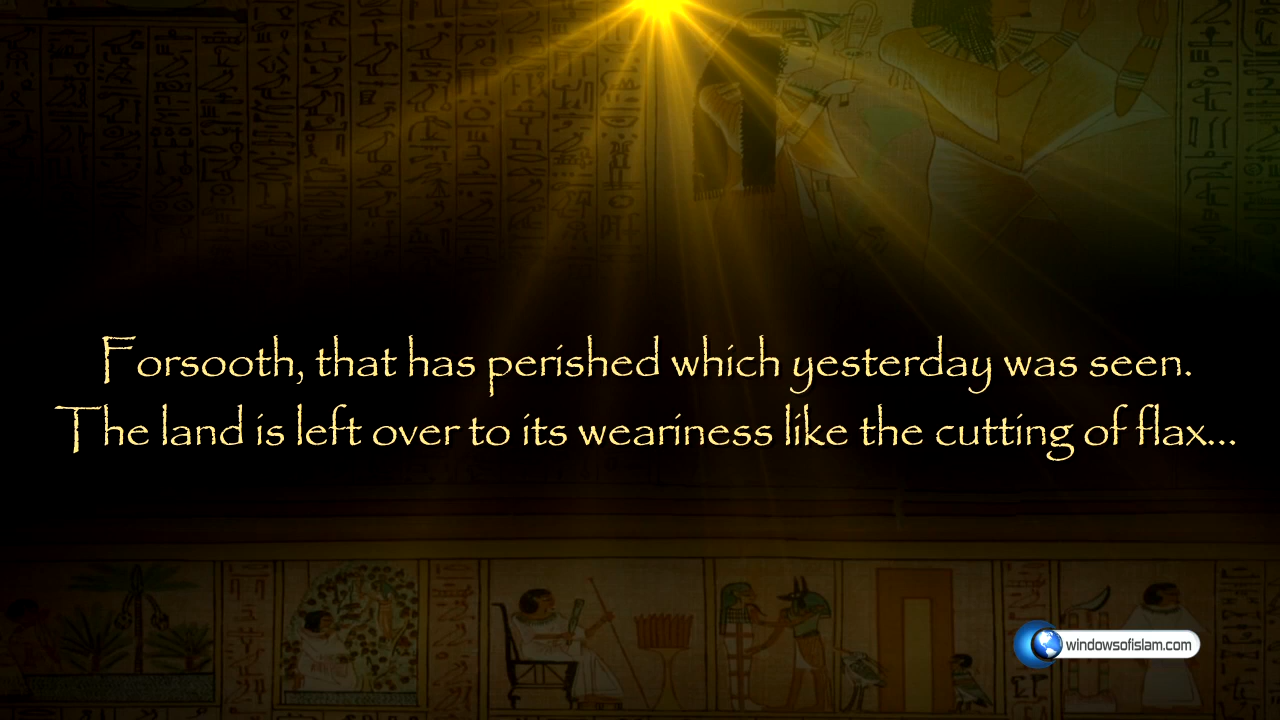 Forsooth, that has perished which yesterday was seen.
The land is left over to its weariness like the cutting of flax...
windowsofislam.com